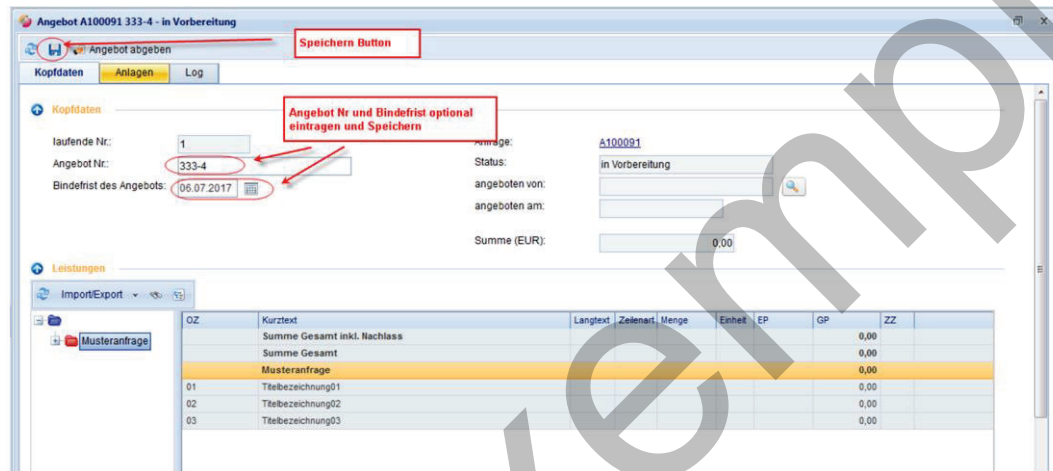 Angebot A100091 333-4 - in Vorbereitung
Angebot abgeben
Speichern Button
Kopfdaten Anlagen Log
Kopfdaten
Angebot Nr und Bindefrist optional
eintragen und Speichern
laufende Nr.: 1
Anfrage: A100091
Angebot Nr.: 333-4
Status: in Vorbereitung
Bindefrist des Angebots: 06.07.2017
angeboten von:
angeboten am:
Summe (EUR): 0,00
Leistungen
Import/Export
Musteranfrage
OZ Kurztext Langtext Zeilenart Menge Einheit EP GP ZZ
Summe Gesamt inkl. Nachlass 0,00
Summe Gesamt 0,00
Musteranfrage 0,00
01 Titelbezeichnung01 0,00
02 Titelbezeichnung02 0,00
03 Titelbezeichnung03 0,00